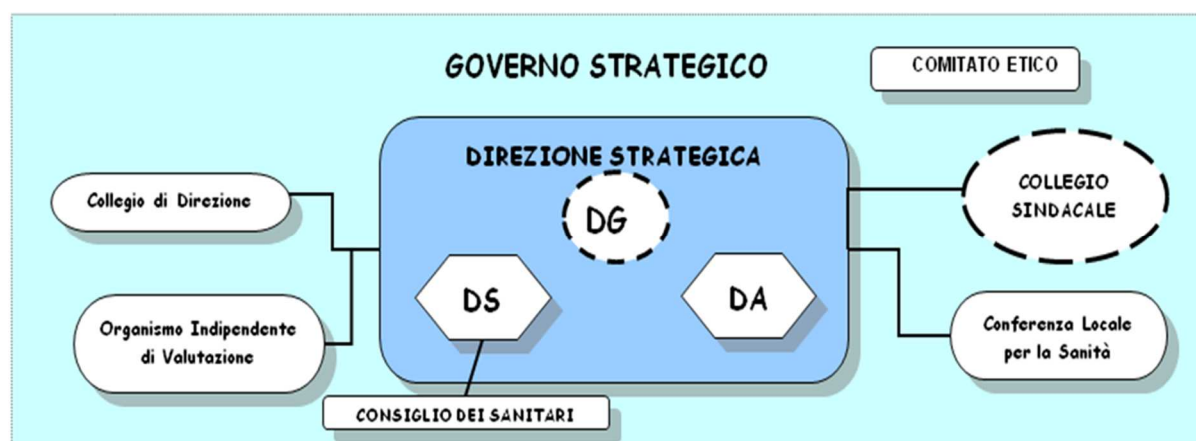 GOVERNO STRATEGICO
COMITATO ETICO
DIREZIONE STRATEGICA
Collegio di Direzione
DG
COLLEGIO
SINDACALE
DS
DA
Organismo Indipendente
di Valutazione
Conferenza Locale
per la Sanità
CONSIGLIO DEI SANITARI